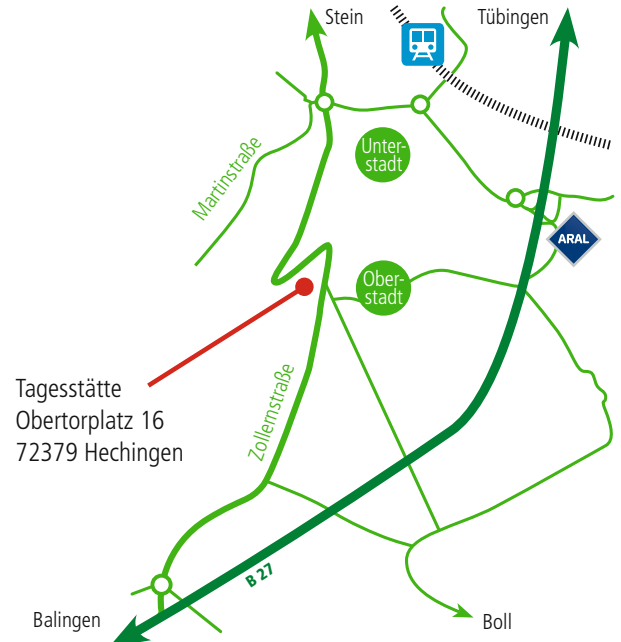 Stein
Tübingen
Martinstraße
Unter-
stadt
ARAL
Ober-
stadt
Zollernstraße
Tagesstätte
Obertorplatz 16
72379 Hechingen
B 27
Balingen
Boll